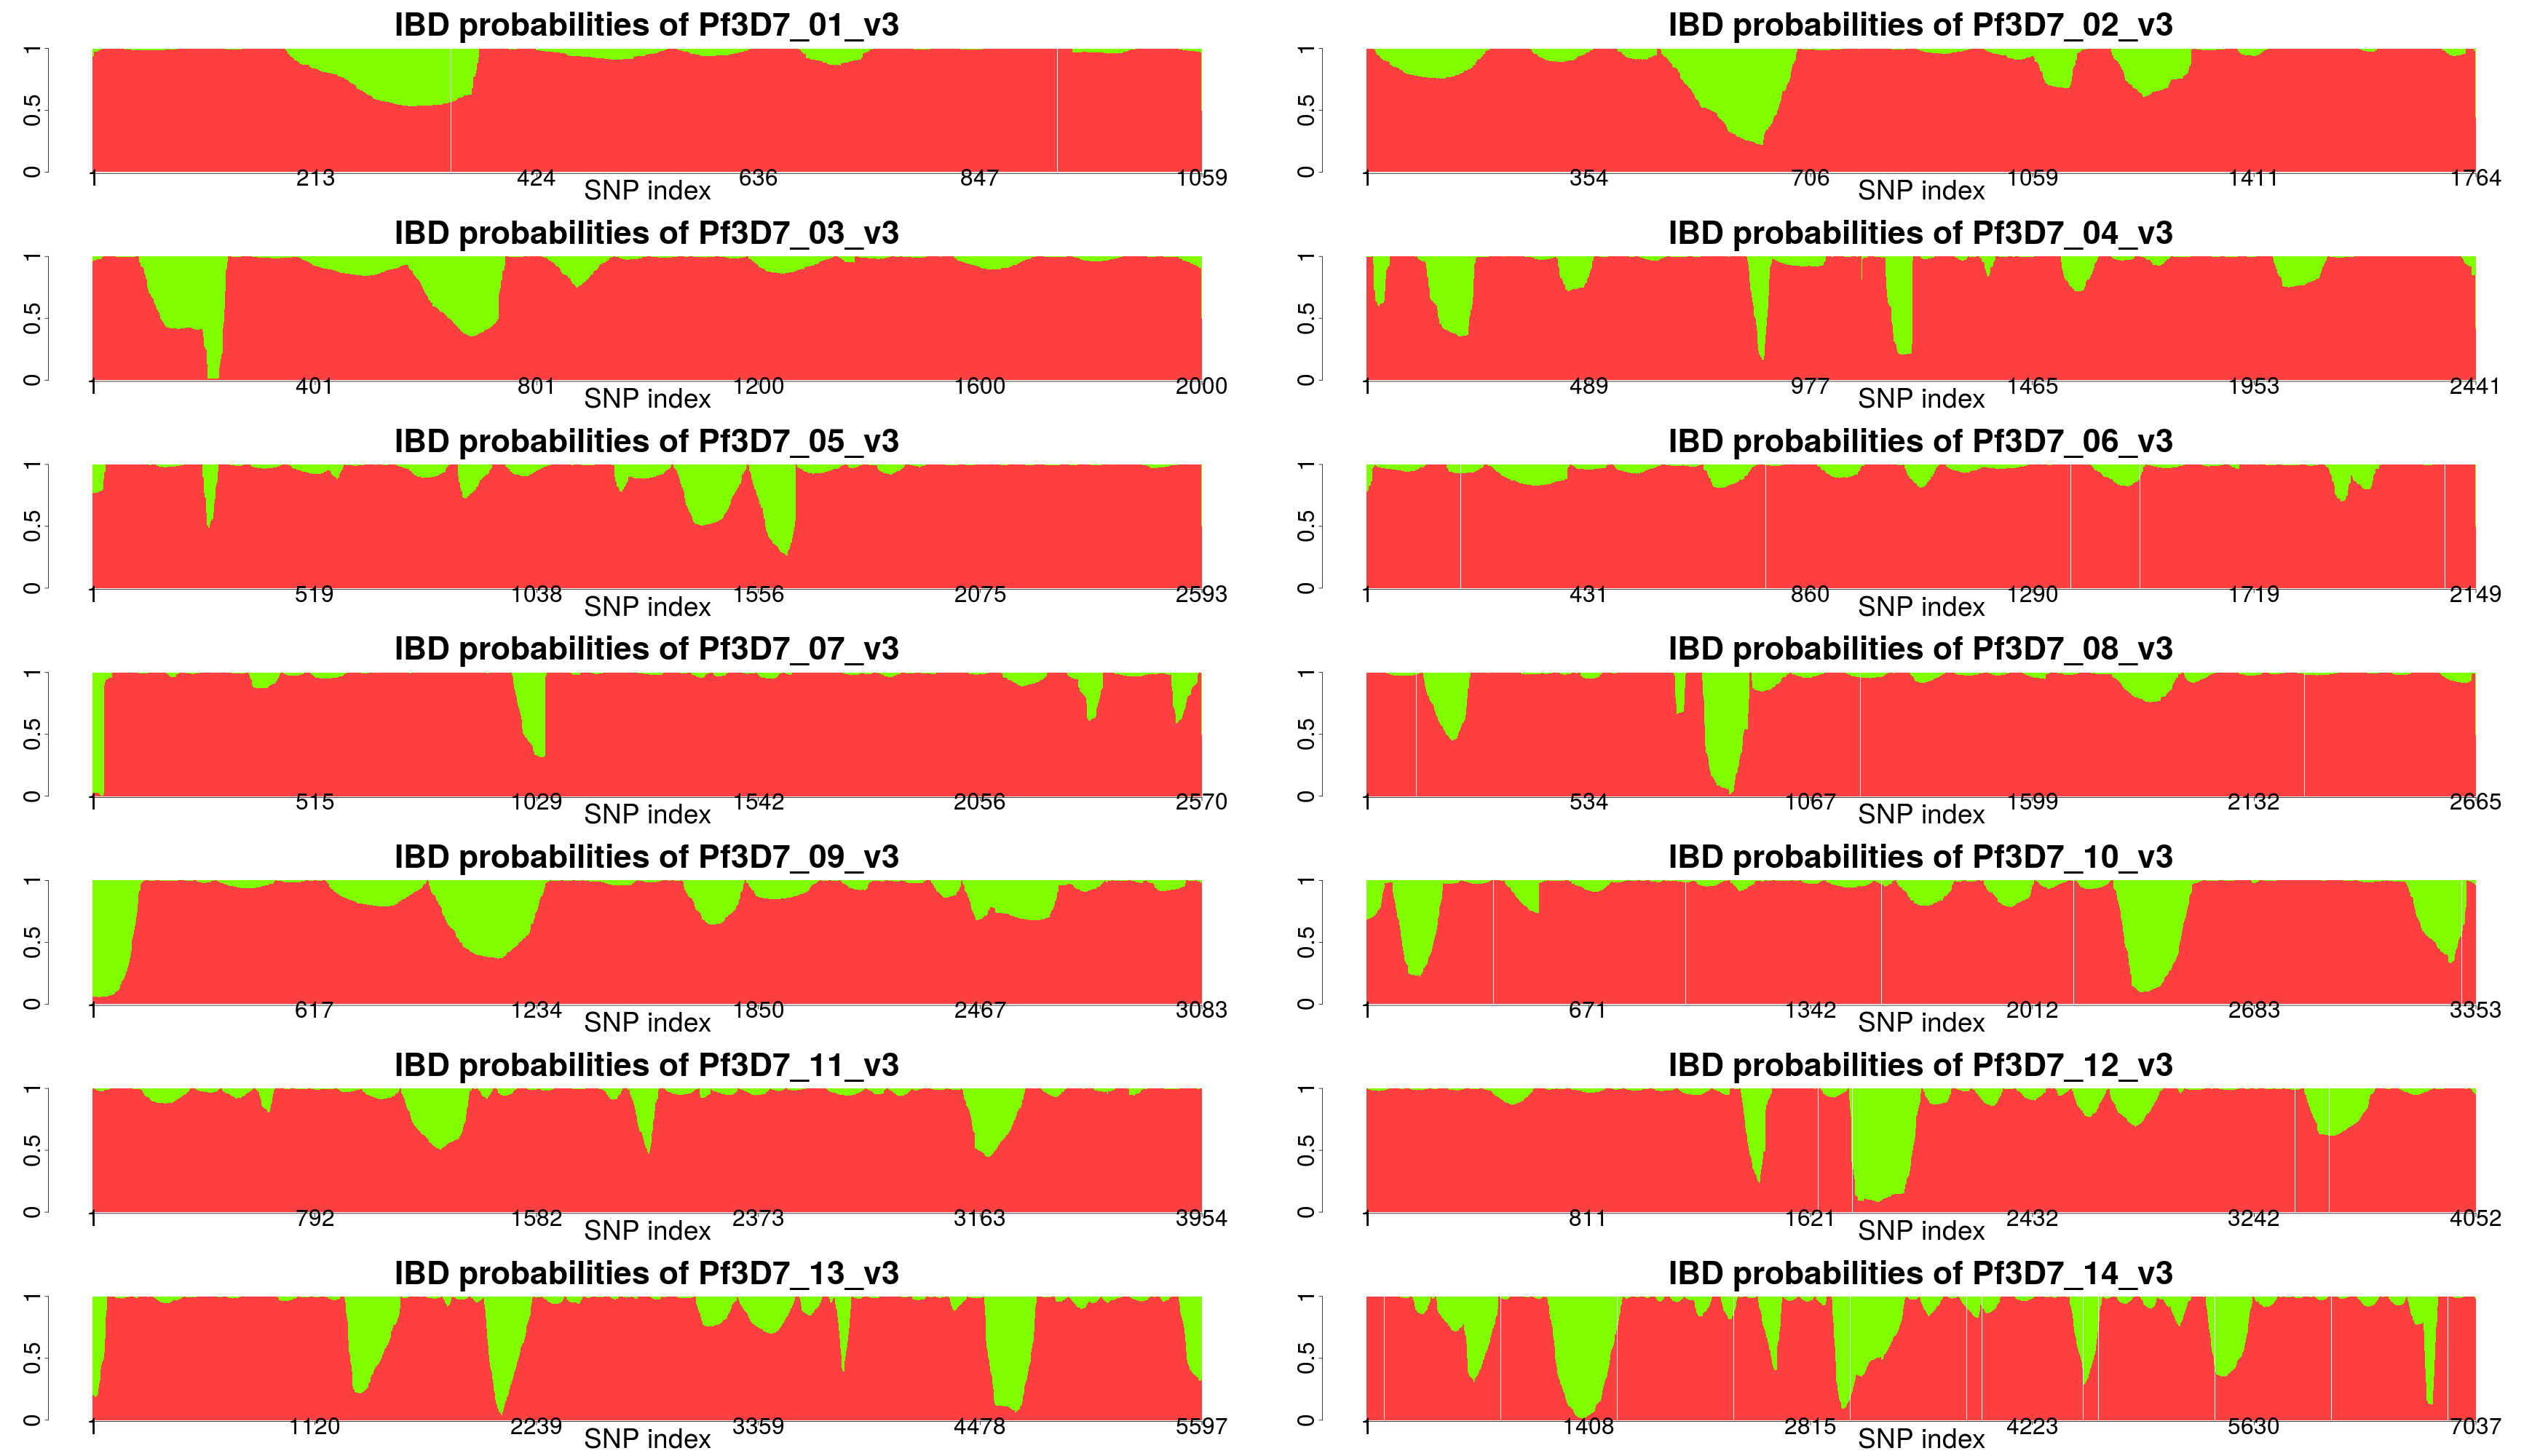 IBD probabilities of Pf3D7_01_v3
0 0.5 1
1 213 424 636 847 1059
SNP index
IBD probabilities of Pf3D7_02_v3
0 0.5 1
1 354 706 1059 1411 1764
SNP index
IBD probabilities of Pf3D7_03_v3
0 0.5 1
1 401 801 1200 1600 2000
SNP index
IBD probabilities of Pf3D7_04_v3
0 0.5 1
1 489 977 1465 1953 2441
SNP index
IBD probabilities of Pf3D7_05_v3
0 0.5 1
1 519 1038 1556 2075 2593
SNP index
IBD probabilities of Pf3D7_06_v3
0 0.5 1
1 431 860 1290 1719 2149
SNP index
IBD probabilities of Pf3D7_07_v3
0 0.5 1
1 515 1029 1542 2056 2570
SNP index
IBD probabilities of Pf3D7_08_v3
0 0.5 1
1 534 1067 1599 2132 2665
SNP index
IBD probabilities of Pf3D7_09_v3
0 0.5 1
1 617 1234 1850 2467 3083
SNP index
IBD probabilities of Pf3D7_10_v3
0 0.5 1
1 671 1342 2012 2683 3353
SNP index
IBD probabilities of Pf3D7_11_v3
0 0.5 1
1 792 1582 2373 3163 3954
SNP index
IBD probabilities of Pf3D7_12_v3
0 0.5 1
1 811 1621 2432 3242 4052
SNP index
IBD probabilities of Pf3D7_13_v3
0 0.5 1
1 1120 2239 3359 4478 5597
SNP index
IBD probabilities of Pf3D7_14_v3
0 0.5 1
1 1408 2815 4223 5630 7037
SNP index